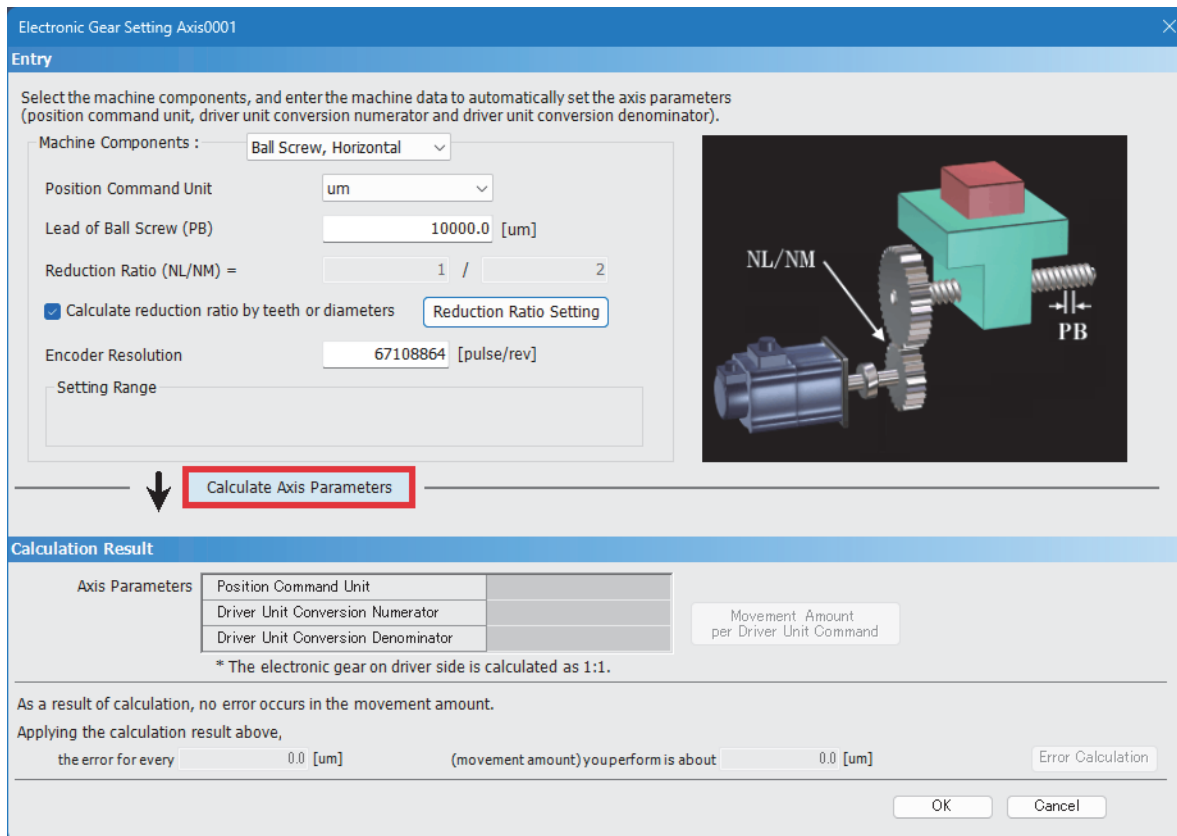 Electronic Gear Setting Axis0001
Entry
Select the machine components, and enter the machine data to automatically set the axis parameters
(position command unit, driver unit conversion numerator and driver unit conversion denominator).
Machine Components : Ball Screw, Horizontal
Position Command Unit um
Lead of Ball Screw (PB) 10000.0 [um]
Reduction Ratio (NL/NM) = 1 / 2
Calculate reduction ratio by teeth or diameters Reduction Ratio Setting
Encoder Resolution 67108864 [pulse/rev]
Setting Range
NL/NM
PB
Calculate Axis Parameters
Calculation Result
Axis Parameters Position Command Unit
Driver Unit Conversion Numerator
Driver Unit Conversion Denominator
Movement Amount
per Driver Unit Command
* The electronic gear on driver side is calculated as 1:1.
As a result of calculation, no error occurs in the movement amount.
Applying the calculation result above,
the error for every 0.0 [um] (movement amount) you perform is about 0.0 [um] Error Calculation
OK Cancel